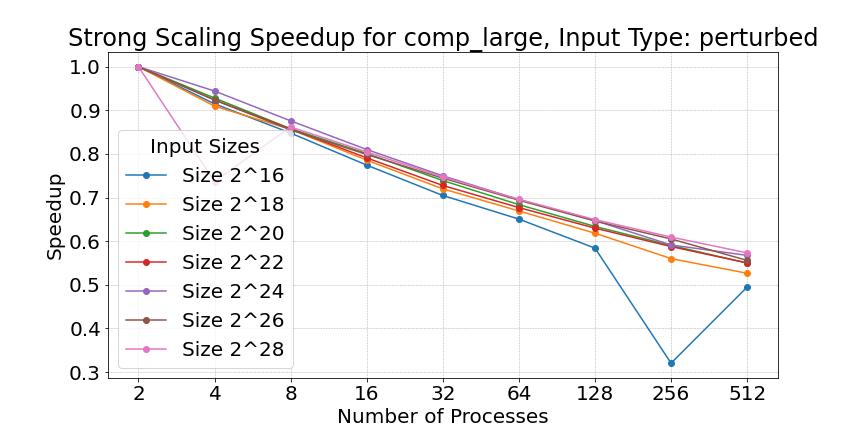 Strong Scaling Speedup for comp_large, Input Type: perturbed
Speedup
1.0
0.9
0.8
0.7
0.6
0.5
0.4
0.3
Input Sizes
Size 2^16
Size 2^18
Size 2^20
Size 2^22
Size 2^24
Size 2^26
Size 2^28
2 4 8 16 32 64 128 256 512
Number of Processes